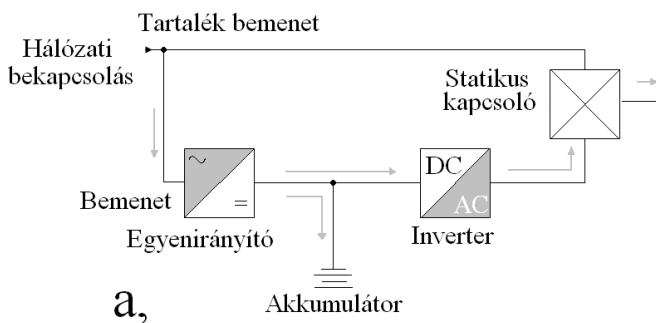 Tartalék bemenet
Hálózati
bekapcsolás
Statikus
kapcsoló
~
=
DC
AC
Bemenet
Egyenirányító
Inverter
Akkumulátor
a,